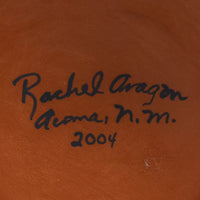 Rachel Aragon
Acoma, N.M.
2004